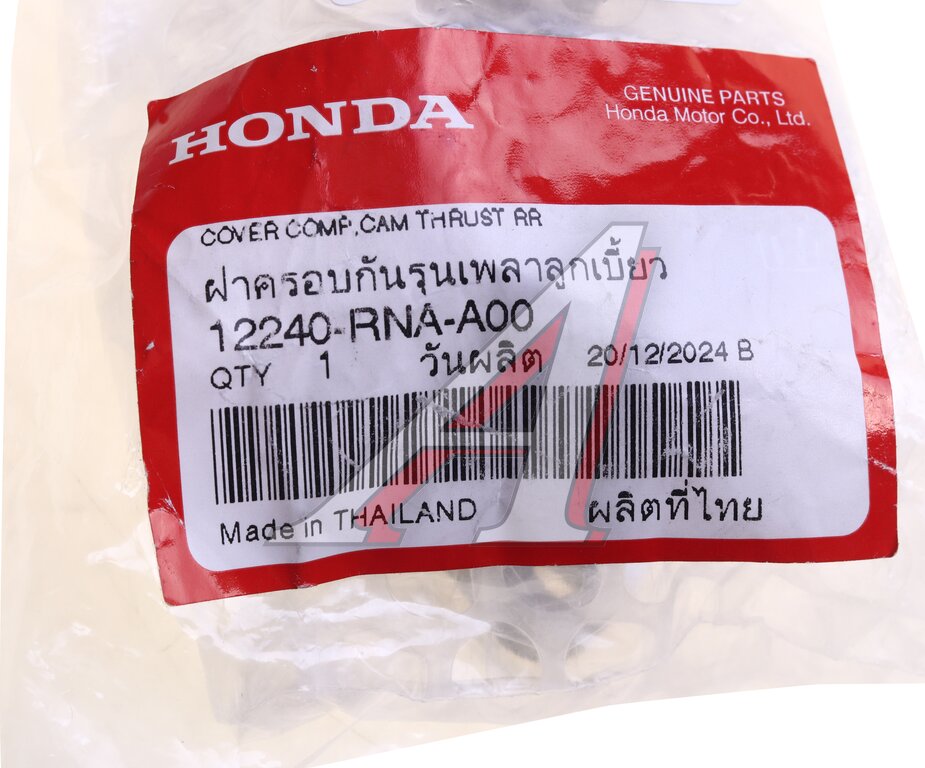 HONDA
GENUINE PARTS
Honda Motor Co., Ltd.
COVER COMP,CAM THRUST RR
ฝาครอบกันรุนเพลาลูกเบี้ยว
12240-RNA-A00
QTY 1 วันผลิต 20/12/2024 B
Made in THAILAND ผลิตที่ไทย